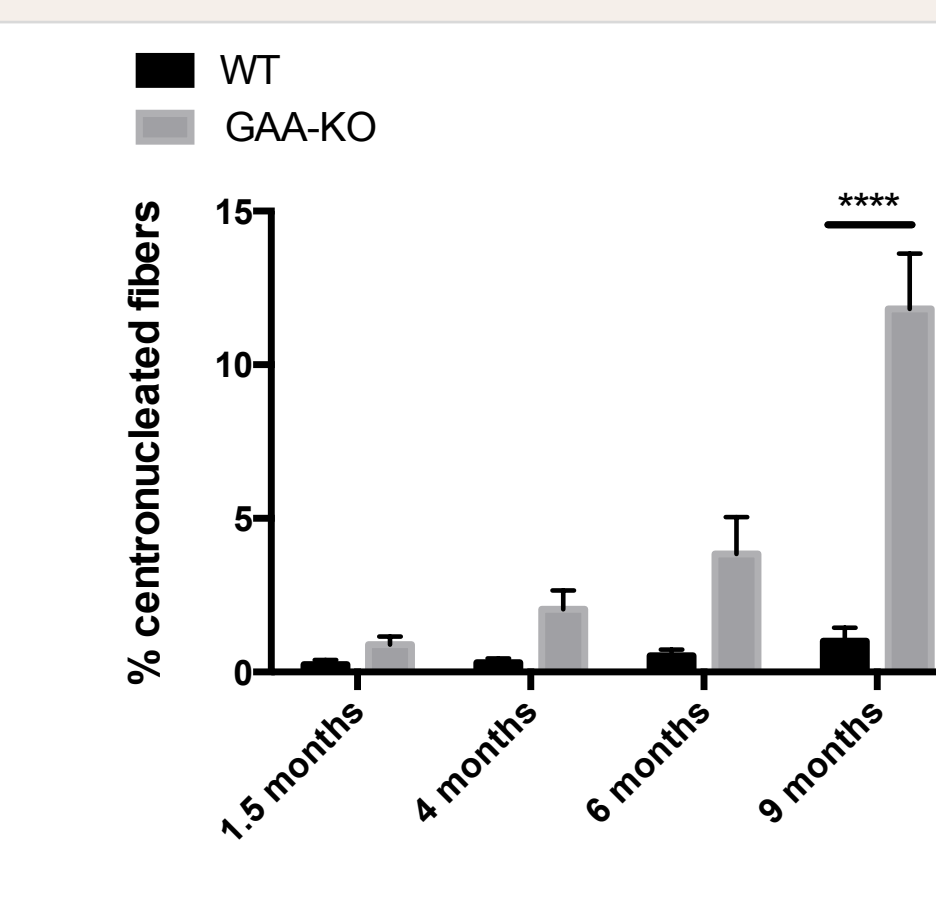 WT
GAA-KO
% centronucleated fibers
15
10
5
0
****
1.5 months
4 months
6 months
9 months